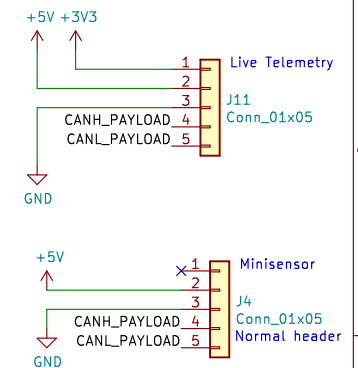 +5V +3V3
1 Live Telemetry
2
3 J11
CANH_PAYLOAD 4 Conn_01x05
CANL_PAYLOAD 5
GND
+5V
1 Minisensor
2
3 J4
CANH_PAYLOAD 4 Conn_01x05
CANL_PAYLOAD 5 Normal header
GND